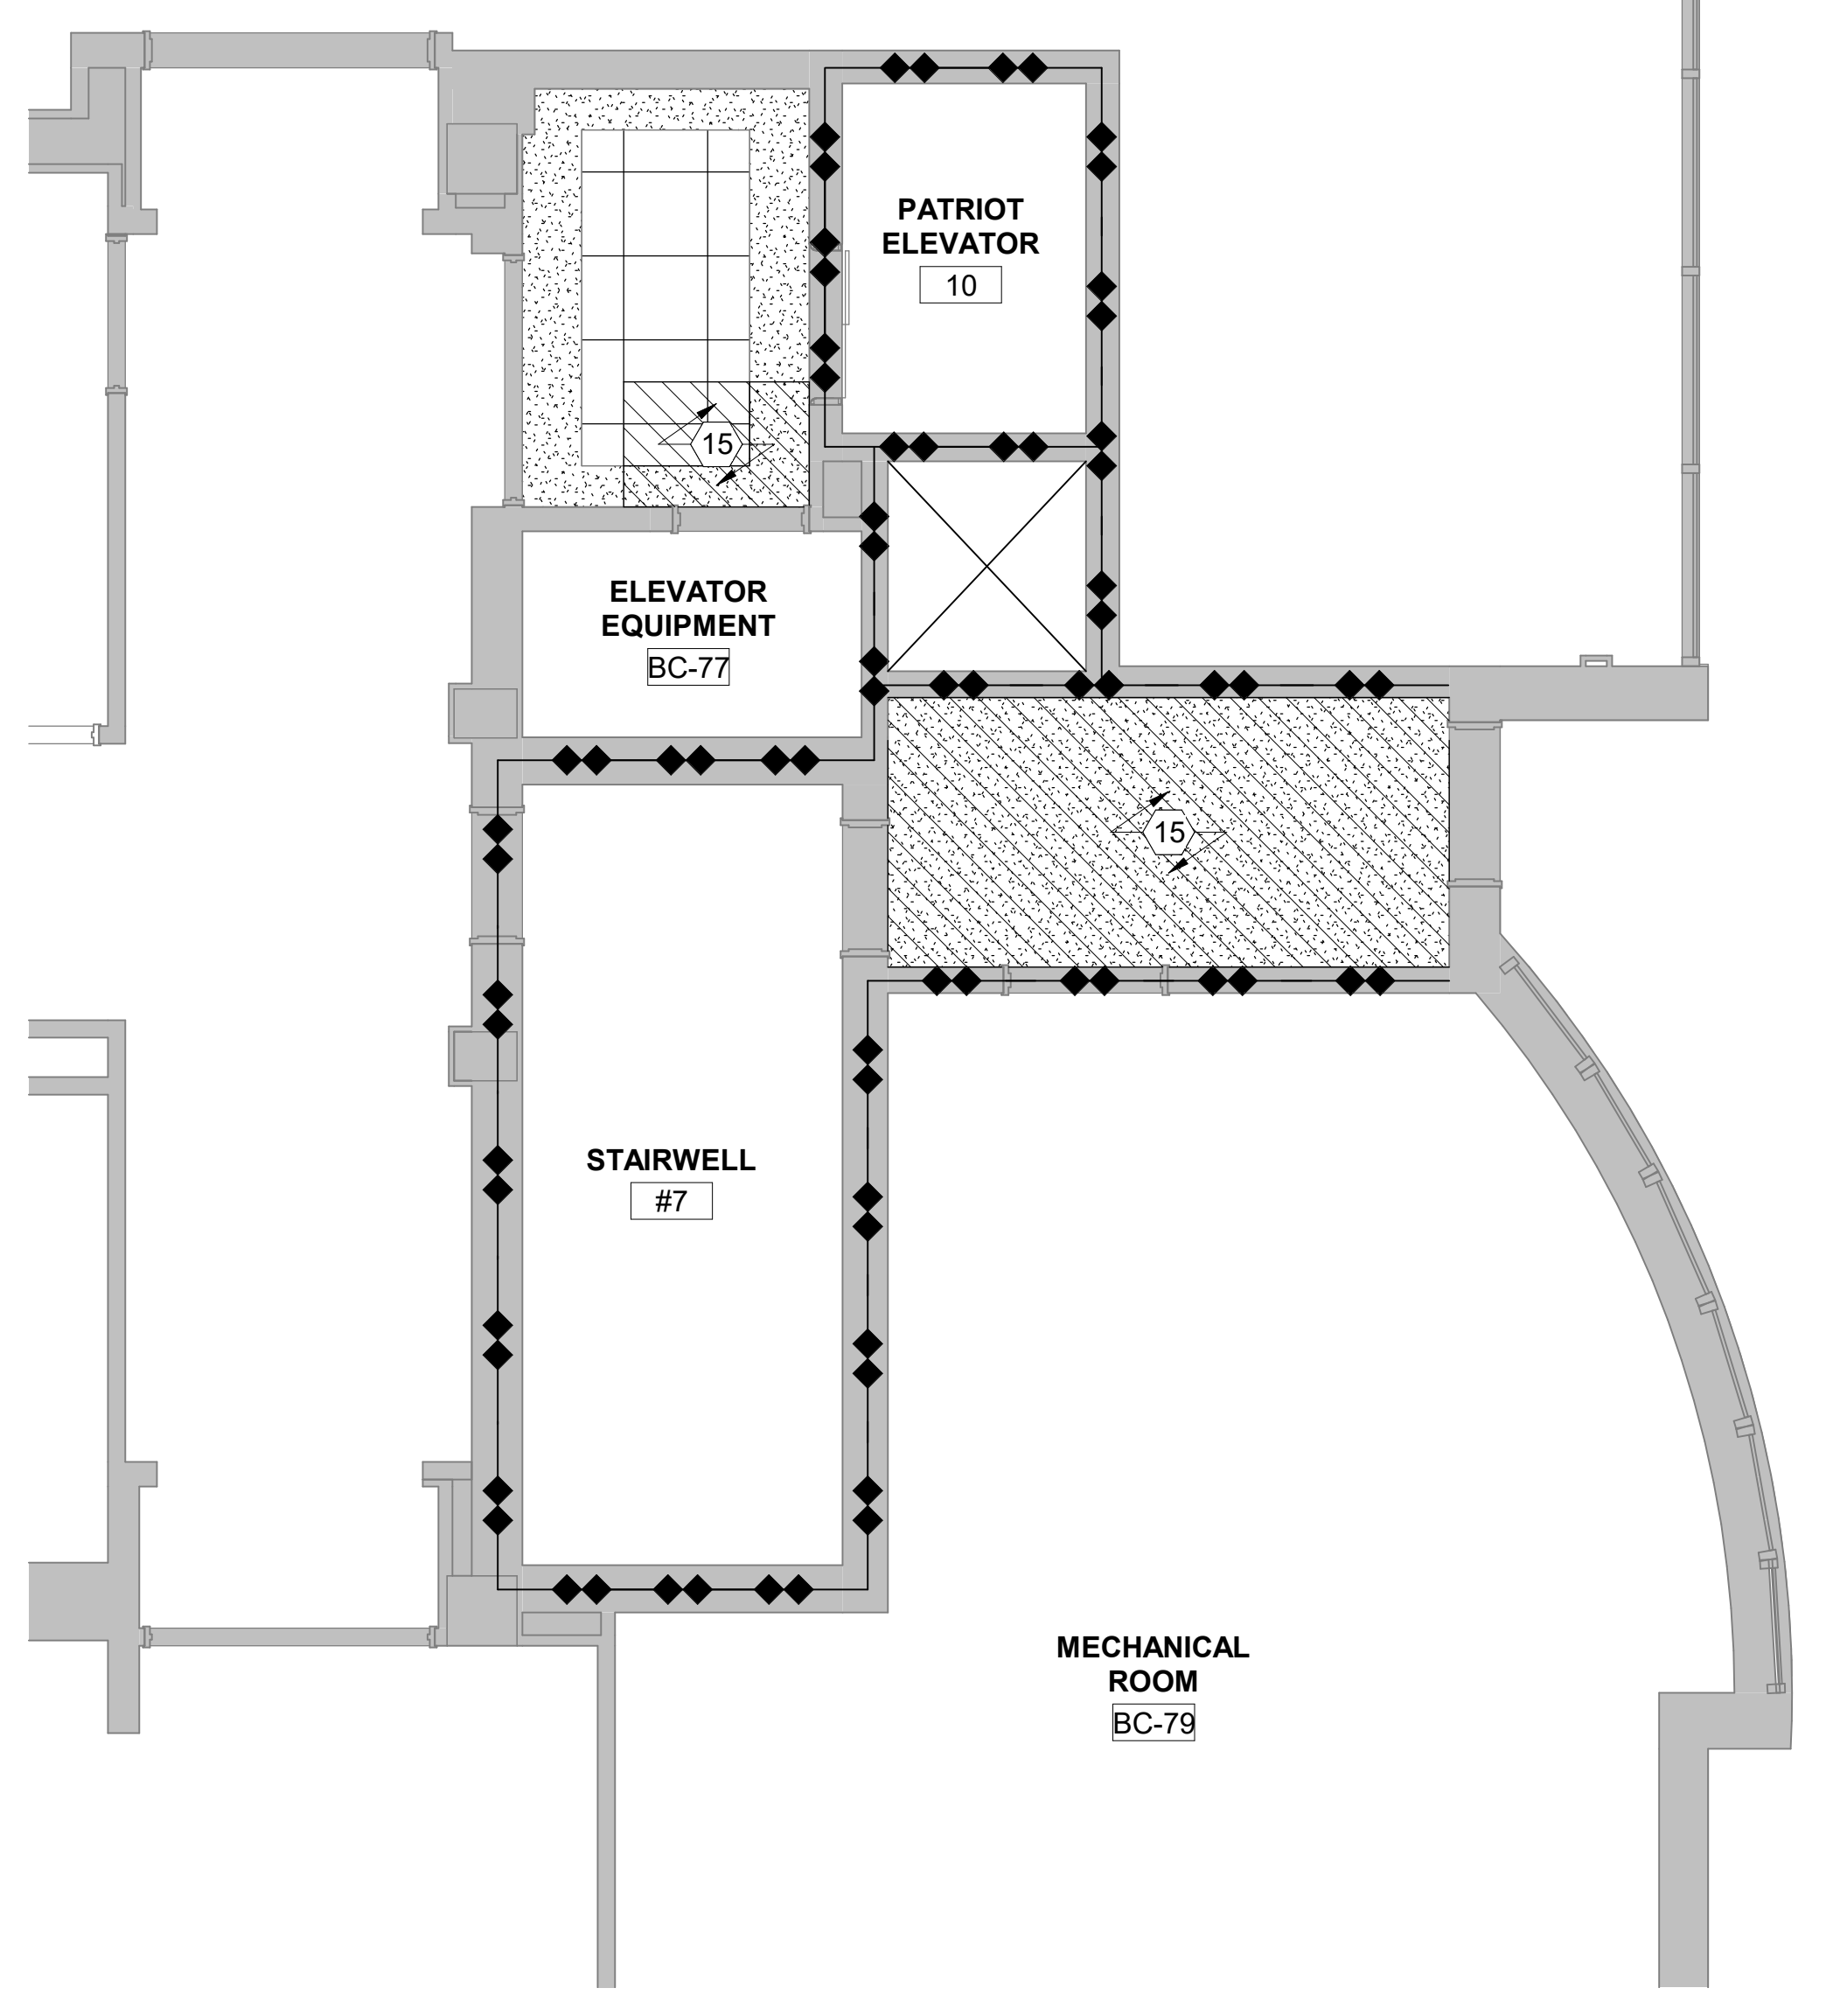 PATRIOT
ELEVATOR
10
15
ELEVATOR
EQUIPMENT
BC-77
15
STAIRWELL
#7
MECHANICAL
ROOM
BC-79